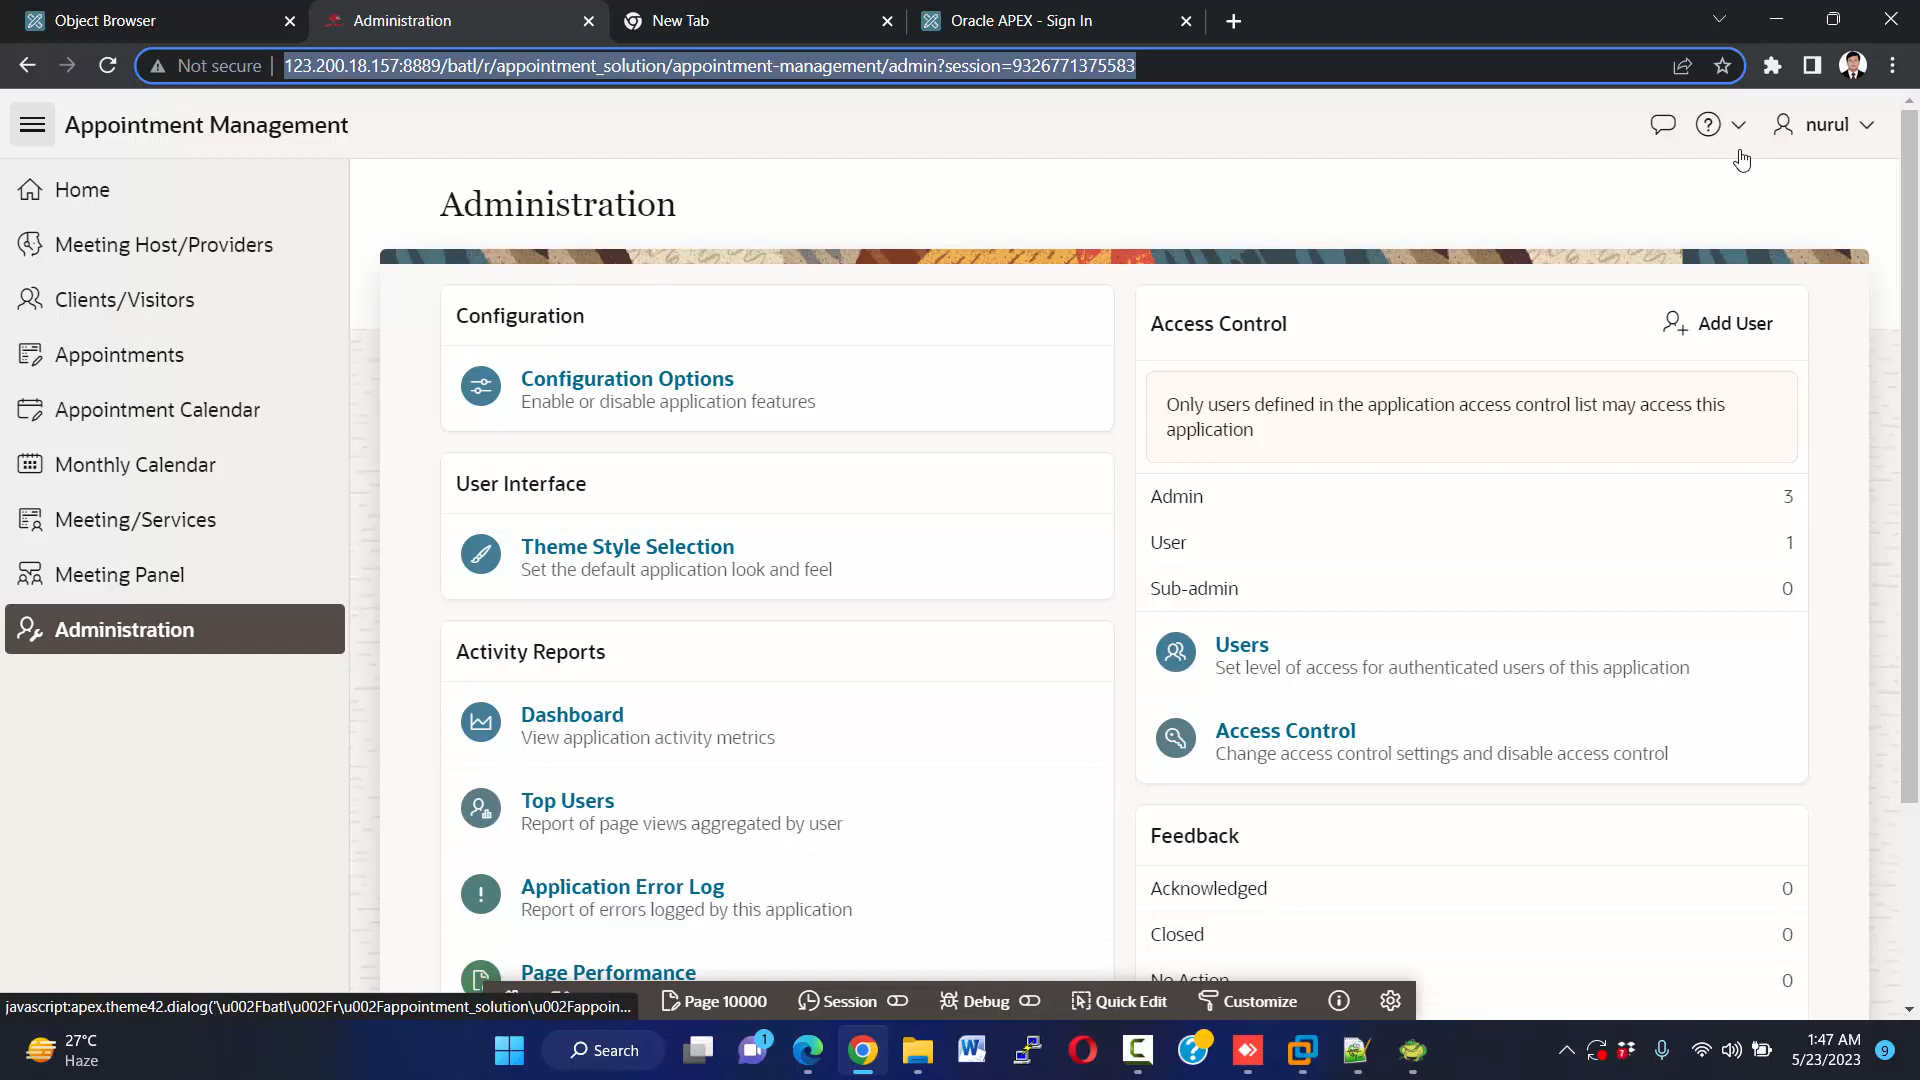 Object Browser
Administration
New Tab
Oracle APEX - Sign In
Not secure
123.200.18.157:8889/batl/r/appointment_solution/appointment-management/admin?session=9326771375583
Appointment Management
nurul
Home
Meeting Host/Providers
Clients/Visitors
Appointments
Appointment Calendar
Monthly Calendar
Meeting/Services
Meeting Panel
Administration
Administration
Configuration
Configuration Options
Enable or disable application features
User Interface
Theme Style Selection
Set the default application look and feel
Activity Reports
Dashboard
View application activity metrics
Top Users
Report of page views aggregated by user
Application Error Log
Report of errors logged by this application
Page Performance
Access Control
Add User
Only users defined in the application access control list may access this
application
Admin 3
User 1
Sub-admin 0
Users
Set level of access for authenticated users of this application
Access Control
Change access control settings and disable access control
Feedback
Acknowledged 0
Closed 0
No Action 0
javascript:apex.theme42.dialog('\u002Fbatl\u002Fr\u002Fappointment_solution\u002Fappoin...
Page 10000
Session
Debug
Quick Edit
Customize
27°C
Haze
Search
1
1:47 AM
5/23/2023
9